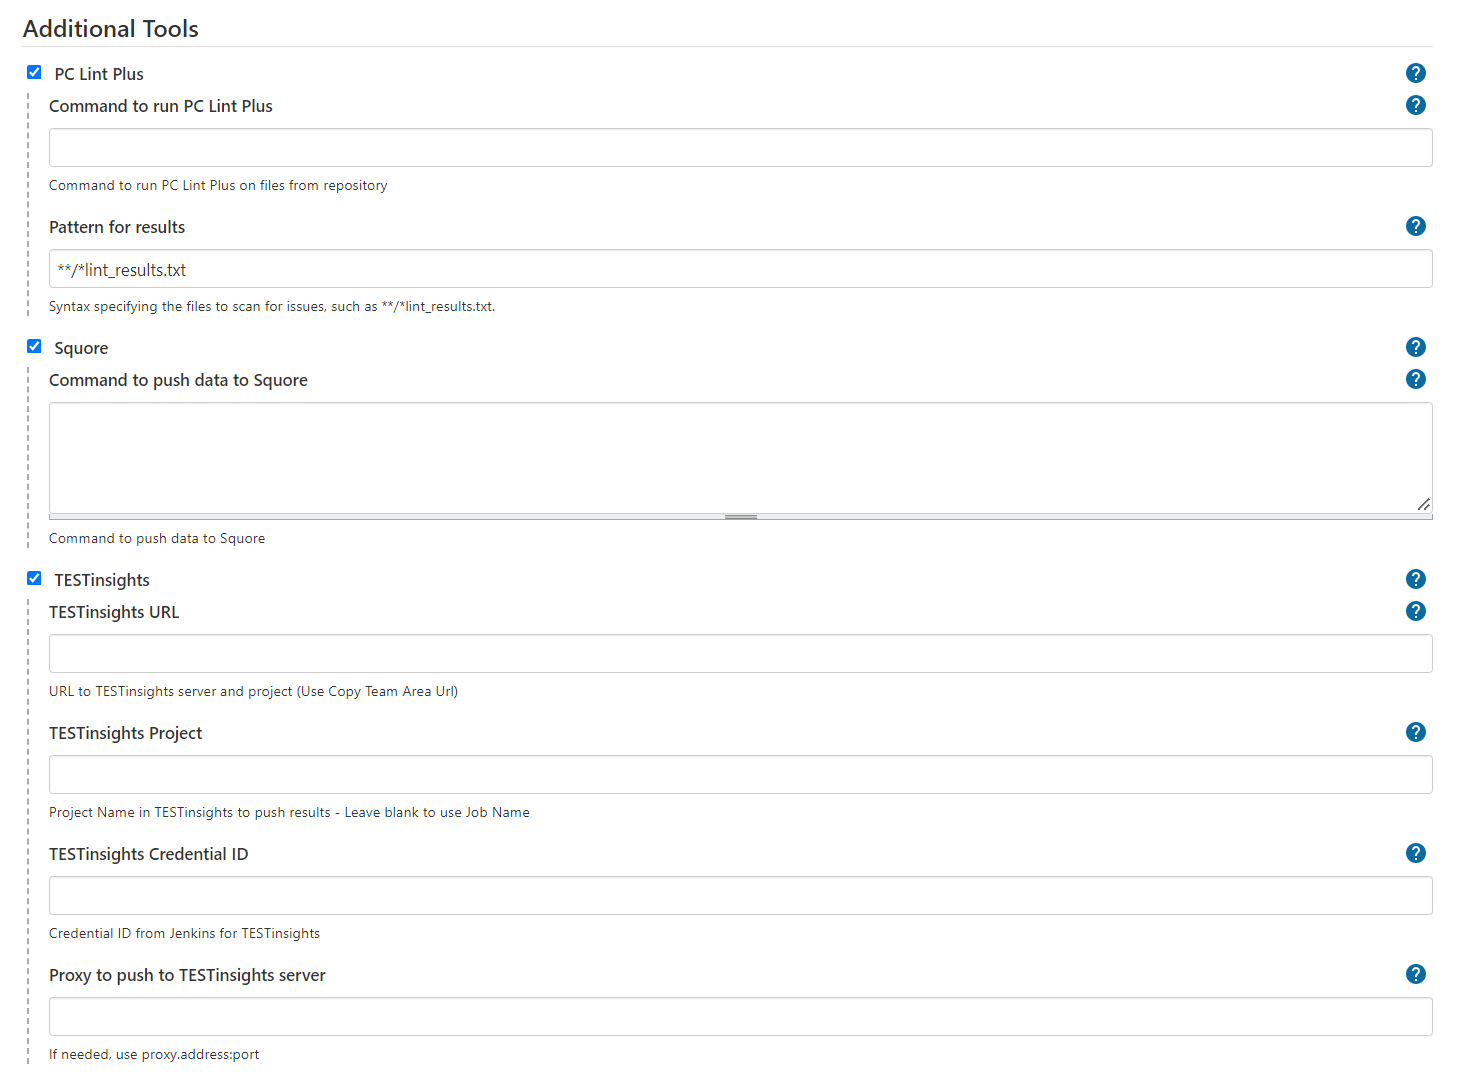 Additional Tools
PC Lint Plus
Command to run PC Lint Plus
Command to run PC Lint Plus on files from repository
Pattern for results
**/*lint_results.txt
Syntax specifying the files to scan for issues, such as **/*lint_results.txt.
Squore
Command to push data to Squore
Command to push data to Squore
TESTinsights
TESTinsights URL
URL to TESTinsights server and project (Use Copy Team Area Url)
TESTinsights Project
Project Name in TESTinsights to push results - Leave blank to use Job Name
TESTinsights Credential ID
Credential ID from Jenkins for TESTinsights
Proxy to push to TESTinsights server
If needed, use proxy.address:port